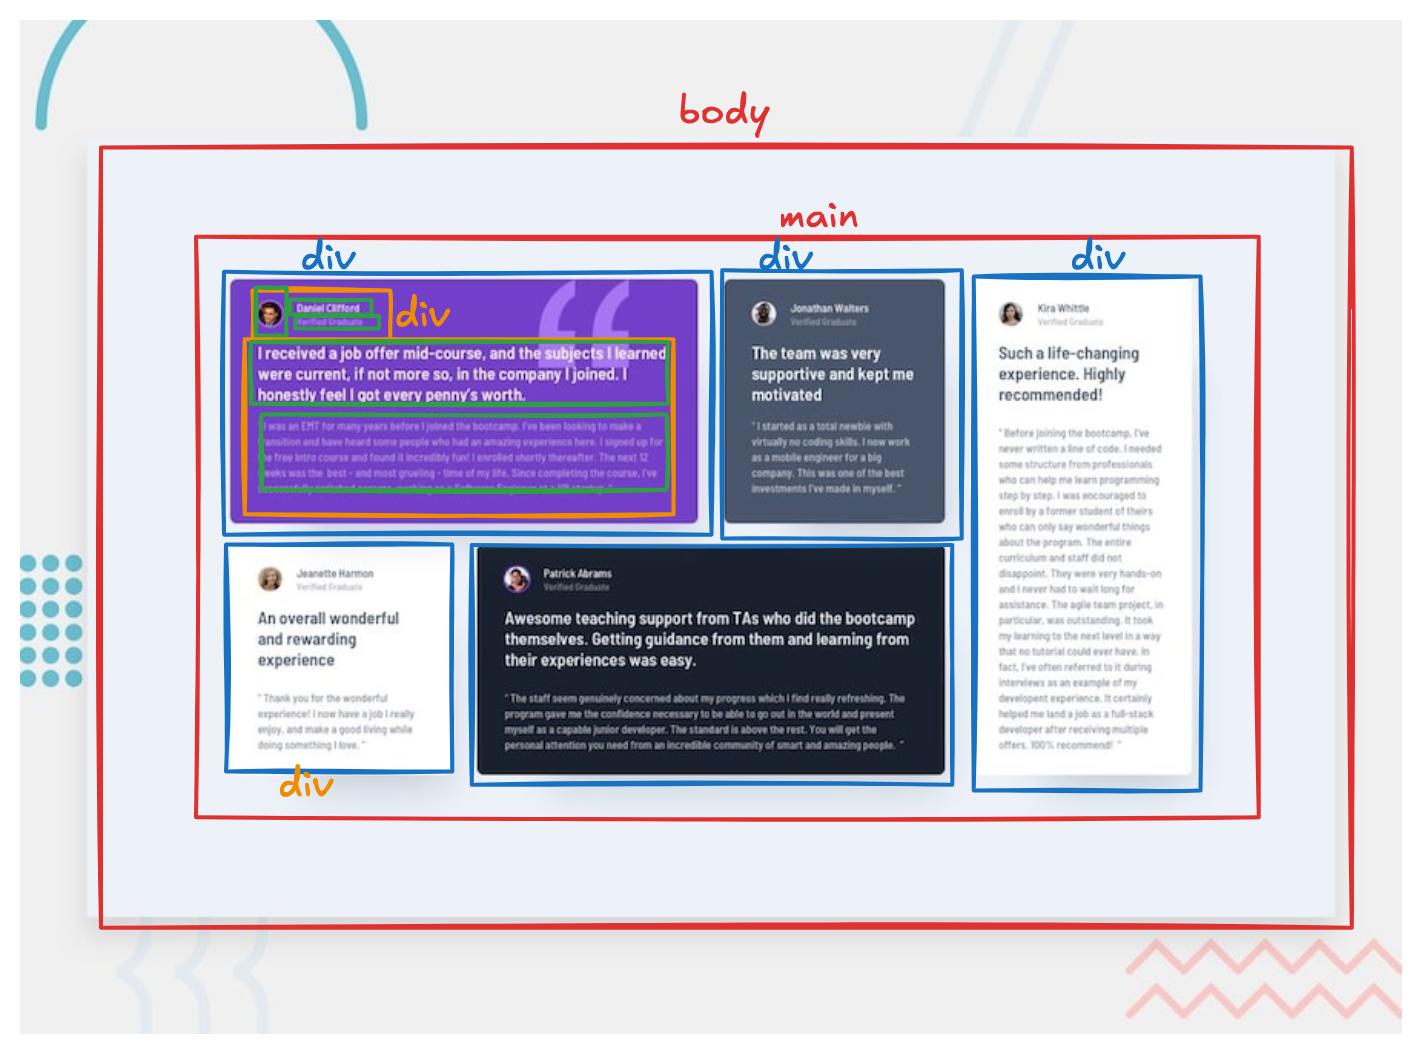 body
main
div
div
div
Daniel Clifford
Verified Graduate
div
I received a job offer mid-course, and the subjects I learned
were current, if not more so, in the company I joined. I
honestly feel I got every penny's worth.
I was an EMT for many years before I joined the bootcamp. I've been looking to make a
transition and have heard some people who had an amazing experience here. I signed up for
the free intro course and found it incredibly fun! I enrolled shortly thereafter. The next 12
weeks was the best - and most grueling - time of my life. Since completing the course, I've
Jonathan Walters
Verified Graduate
The team was very
supportive and kept me
motivated
" I started as a total newbie with
virtually no coding skills. I now work
as a mobile engineer for a big
company. This was one of the best
investments I've made in myself. "
Kira Whittle
Verified Graduate
Such a life-changing
experience. Highly
recommended!
" Before joining the bootcamp, I've
never written a line of code. I needed
some structure from professionals
who can help me learn programming
step by step. I was encouraged to
enroll by a former student of theirs
who can only say wonderful things
about the program. The entire
curriculum and staff did not
disappoint. They were very hands-on
and I never had to wait long for
assistance. The agile team project, in
particular, was outstanding. It took
my learning to the next level in a way
that no tutorial could ever have. In
fact, I've often referred to it during
interviews as an example of my
developent experience. It certainly
helped me land a job as a full-stack
developer after receiving multiple
offers. 100% recommend! "
Jeanette Harmon
Verified Graduate
An overall wonderful
and rewarding
experience
" Thank you for the wonderful
experience! I now have a job I really
enjoy, and make a good living while
doing something I love. "
div
Patrick Abrams
Verified Graduate
Awesome teaching support from TAs who did the bootcamp
themselves. Getting guidance from them and learning from
their experiences was easy.
" The staff seem genuinely concerned about my progress which I find really refreshing. The
program gave me the confidence necessary to be able to go out in the world and present
myself as a capable junior developer. The standard is above the rest. You will get the
personal attention you need from an incredible community of smart and amazing people. "